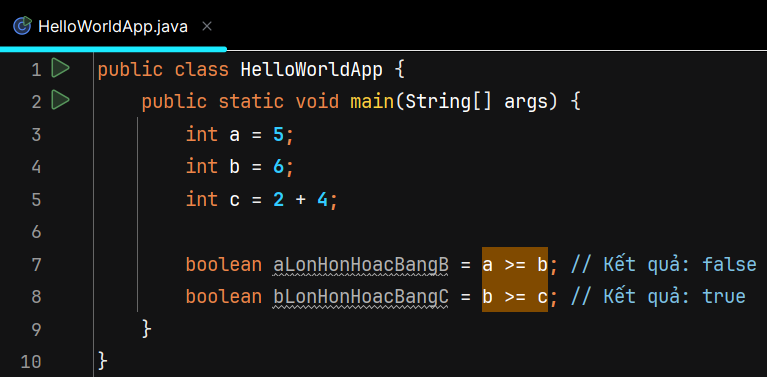 HelloWorldApp.java
1 public class HelloWorldApp {
2 public static void main(String[] args) {
3 int a = 5;
4 int b = 6;
5 int c = 2 + 4;
6
7 boolean aLonHonHoacBangB = a >= b; // Kết quả: false
8 boolean bLonHonHoacBangC = b >= c; // Kết quả: true
9 }
10 }